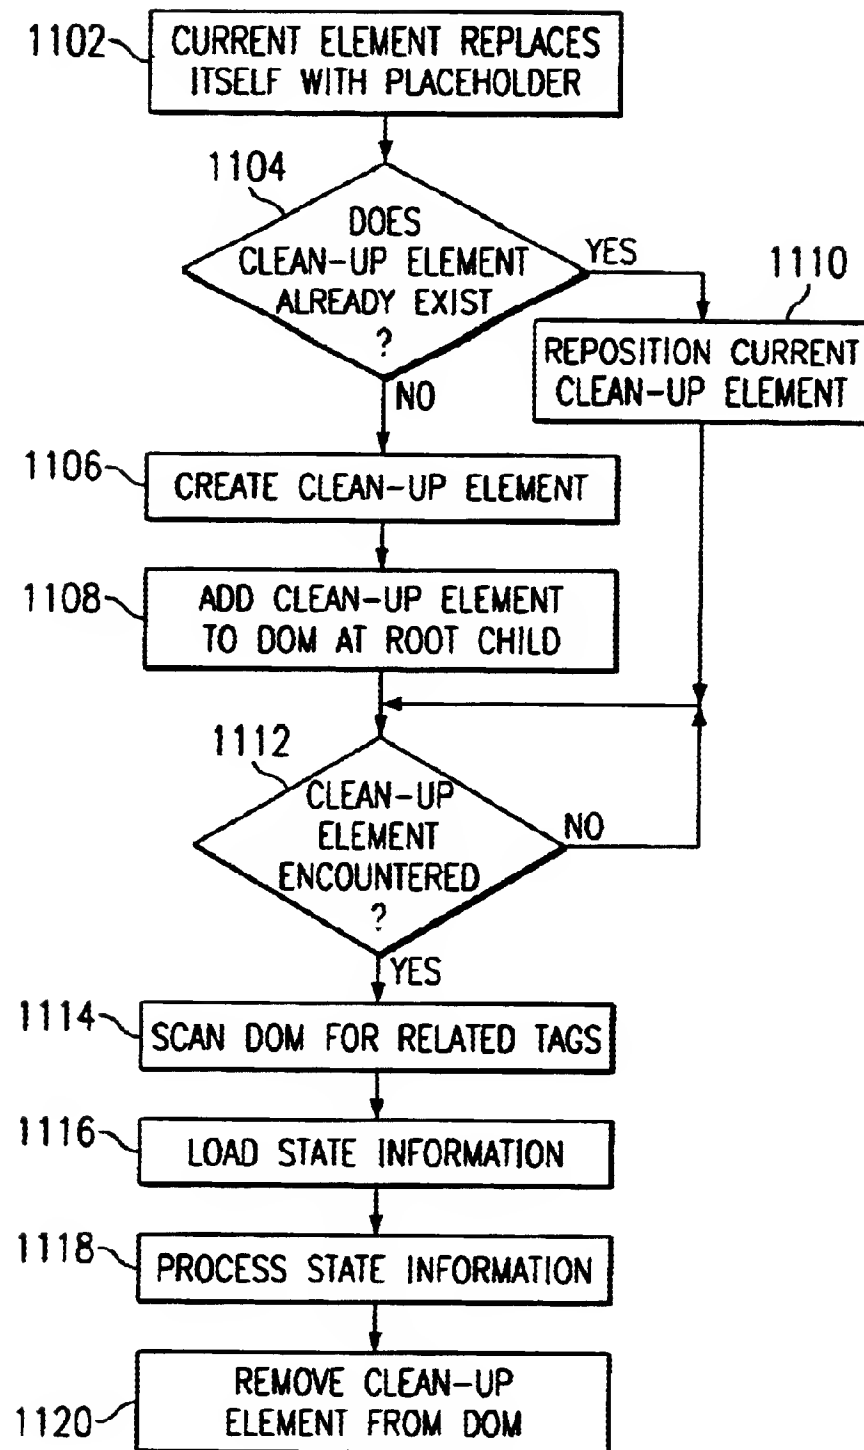 1102
CURRENT ELEMENT REPLACES
ITSELF WITH PLACEHOLDER
1104
DOES
CLEAN-UP ELEMENT
ALREADY EXIST
?
YES
1110
REPOSITION CURRENT
CLEAN-UP ELEMENT
NO
1106
CREATE CLEAN-UP ELEMENT
1108
ADD CLEAN-UP ELEMENT
TO DOM AT ROOT CHILD
1112
CLEAN-UP
ELEMENT
ENCOUNTERED
?
NO
YES
1114
SCAN DOM FOR RELATED TAGS
1116
LOAD STATE INFORMATION
1118
PROCESS STATE INFORMATION
1120
REMOVE CLEAN-UP
ELEMENT FROM DOM